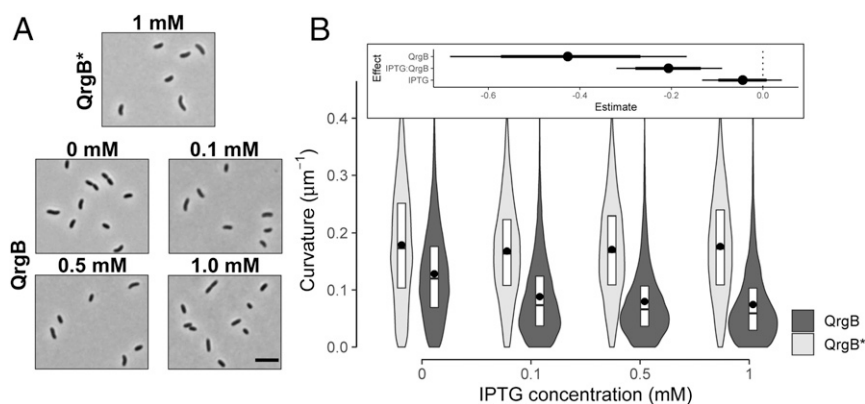 A
QrgB*
1 mM
QrgB
0 mM
0.1 mM
0.5 mM
1.0 mM
B
Effect
QrgB
IPTG:QrgB
IPTG
-0.6
-0.4
-0.2
0.0
Estimate
Curvature (µm⁻¹)
0.4
0.3
0.2
0.1
0.0
0
0.1
0.5
1
IPTG concentration (mM)
QrgB
QrgB*